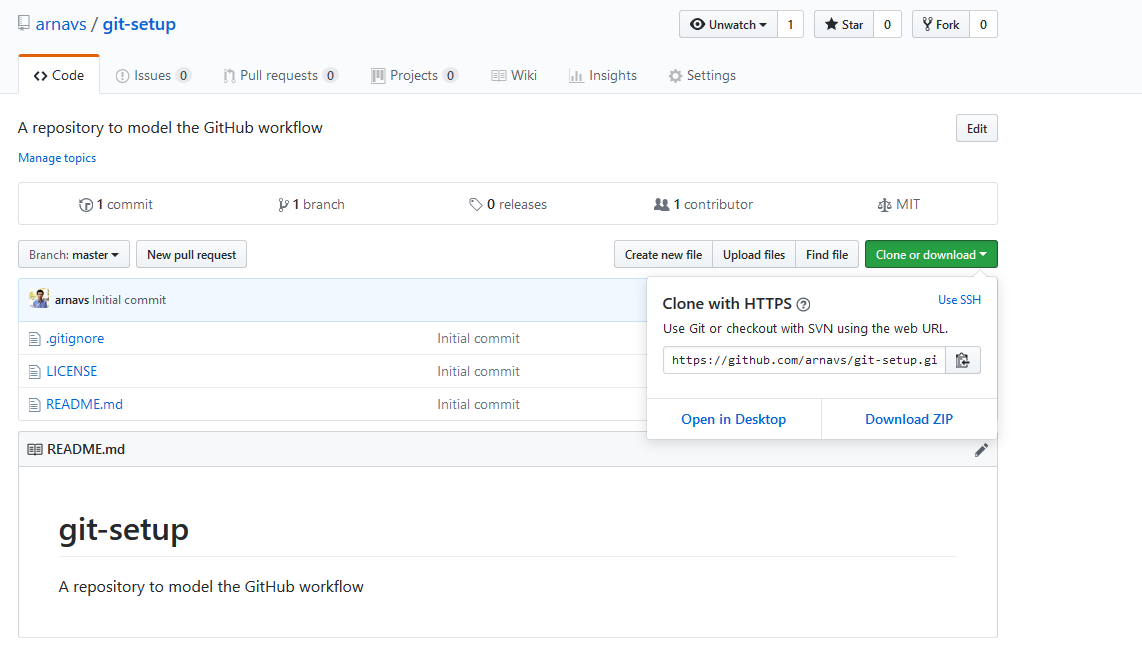 arnavs / git-setup
Unwatch 1 Star 0 Fork 0
Code Issues 0 Pull requests 0 Projects 0 Wiki Insights Settings
A repository to model the GitHub workflow
Edit
Manage topics
1 commit 1 branch 0 releases 1 contributor MIT
Branch: master New pull request Create new file Upload files Find file Clone or download
arnavs Initial commit
.gitignore Initial commit
LICENSE Initial commit
README.md Initial commit
Clone with HTTPS ? Use SSH
Use Git or checkout with SVN using the web URL.
https://github.com/arnavs/git-setup.gi
Open in Desktop Download ZIP
README.md
git-setup
A repository to model the GitHub workflow